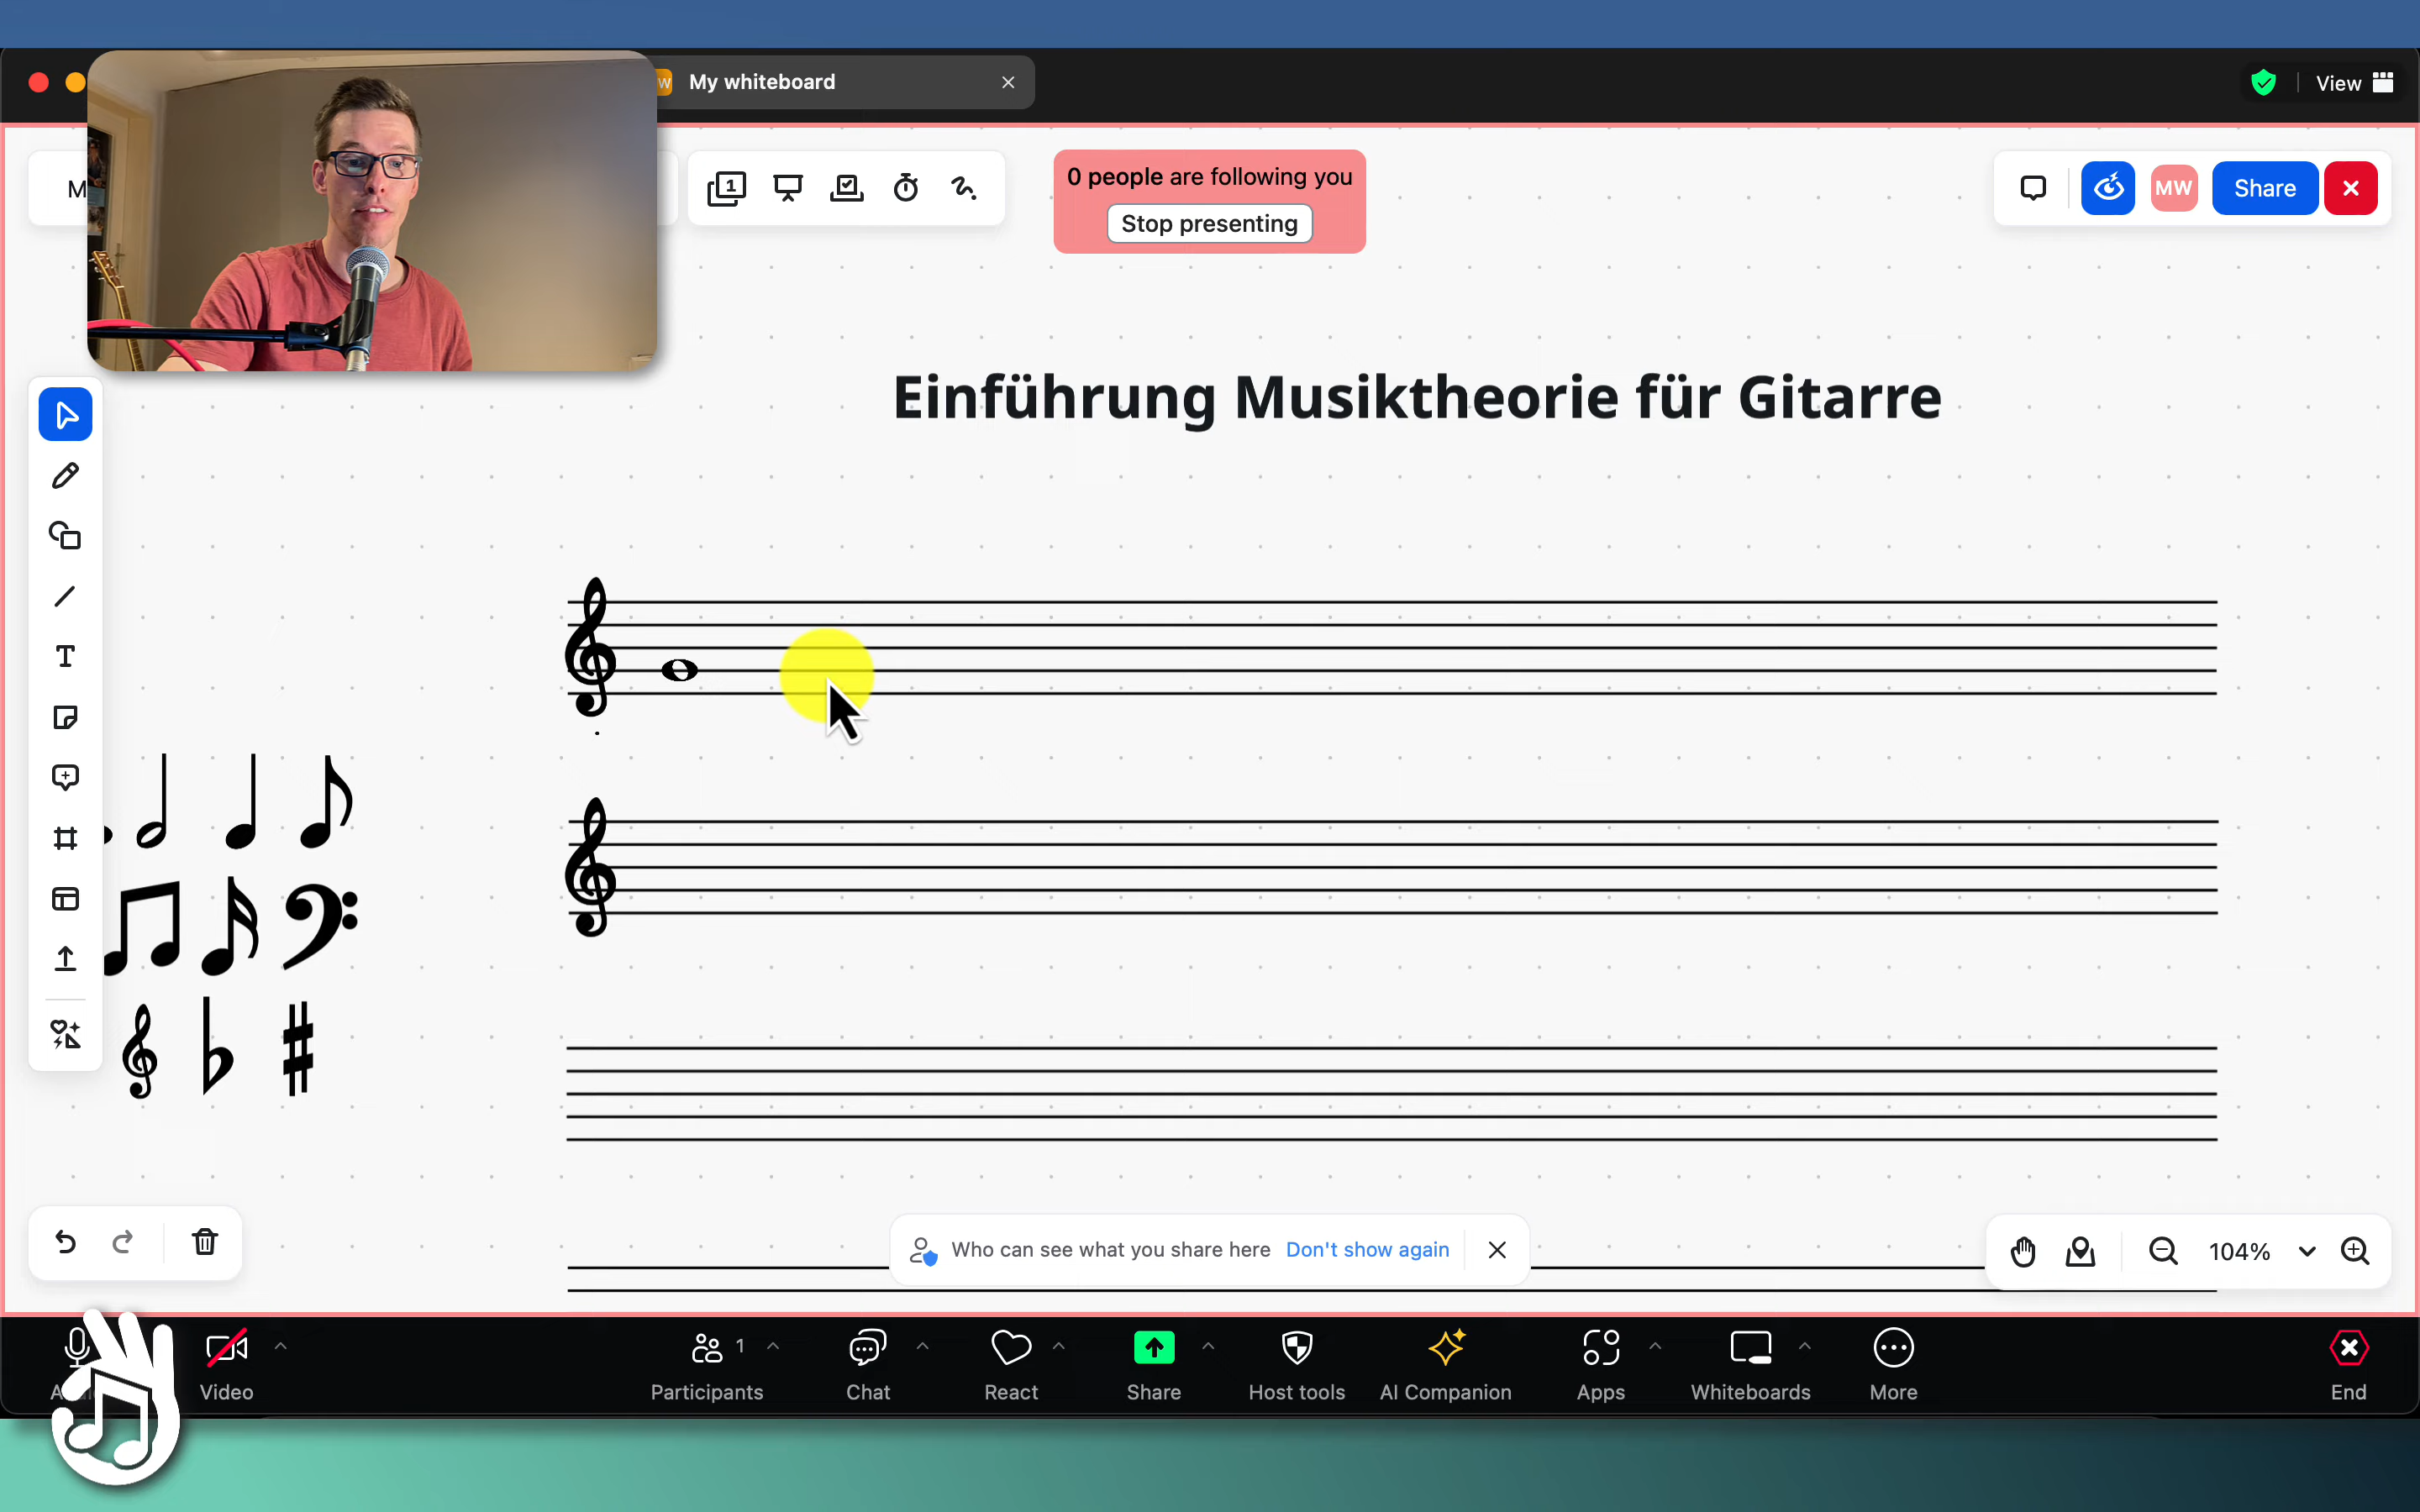 My whiteboard
View
M
1
0 people are following you
Stop presenting
MW
Share
Einführung Musiktheorie für Gitarre
T
Who can see what you share here Don't show again
104%
Video
Participants
1
Chat
React
Share
Host tools
AI Companion
Apps
Whiteboards
More
End